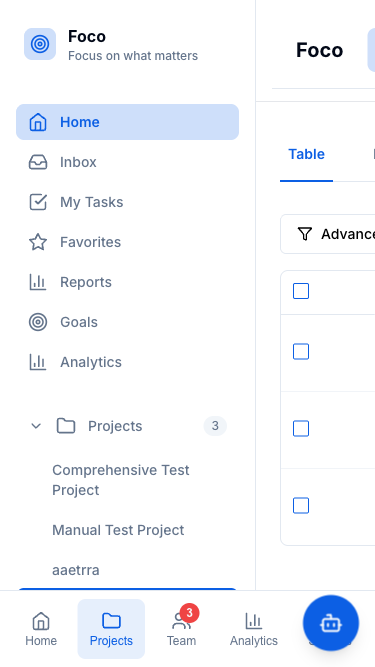 Foco
Focus on what matters
Home
Inbox
My Tasks
Favorites
Reports
Goals
Analytics
Projects
3
Comprehensive Test
Project
Manual Test Project
aaetrra
Foco
Table
Advance
Home
Projects
3
Team
Analytics